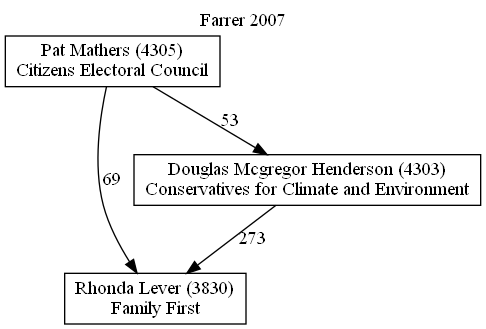 Farrer 2007
Pat Mathers (4305)
Citizens Electoral Council
53
Douglas Mcgregor Henderson (4303)
Conservatives for Climate and Environment
69
273
Rhonda Lever (3830)
Family First